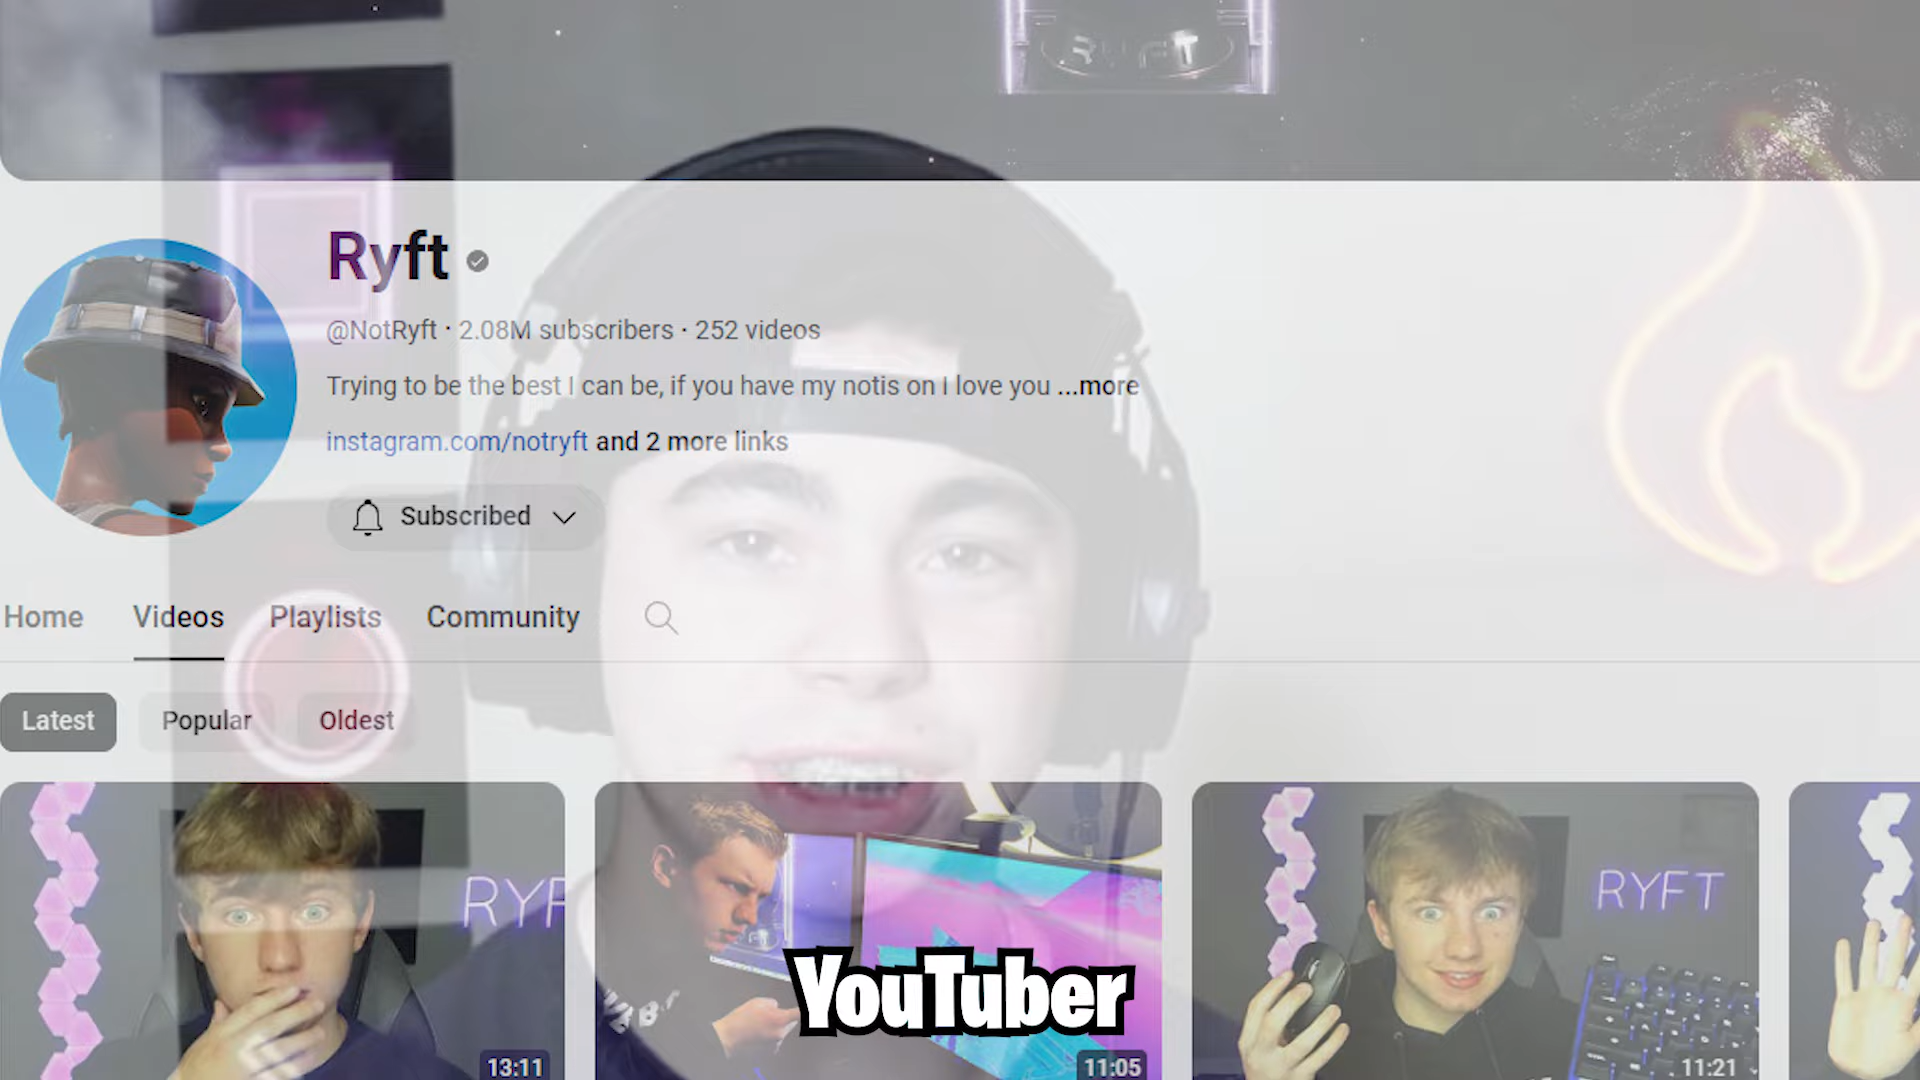 RYFT
Ryft
@NotRyft · 2.08M subscribers · 252 videos
Trying to be the best I can be, if you have my notis on I love you ...more
instagram.com/notryft and 2 more links
Subscribed
Home Videos Playlists Community
Latest Popular Oldest
RYF
RYFT
YouTuber
13:11
11:05
11:21